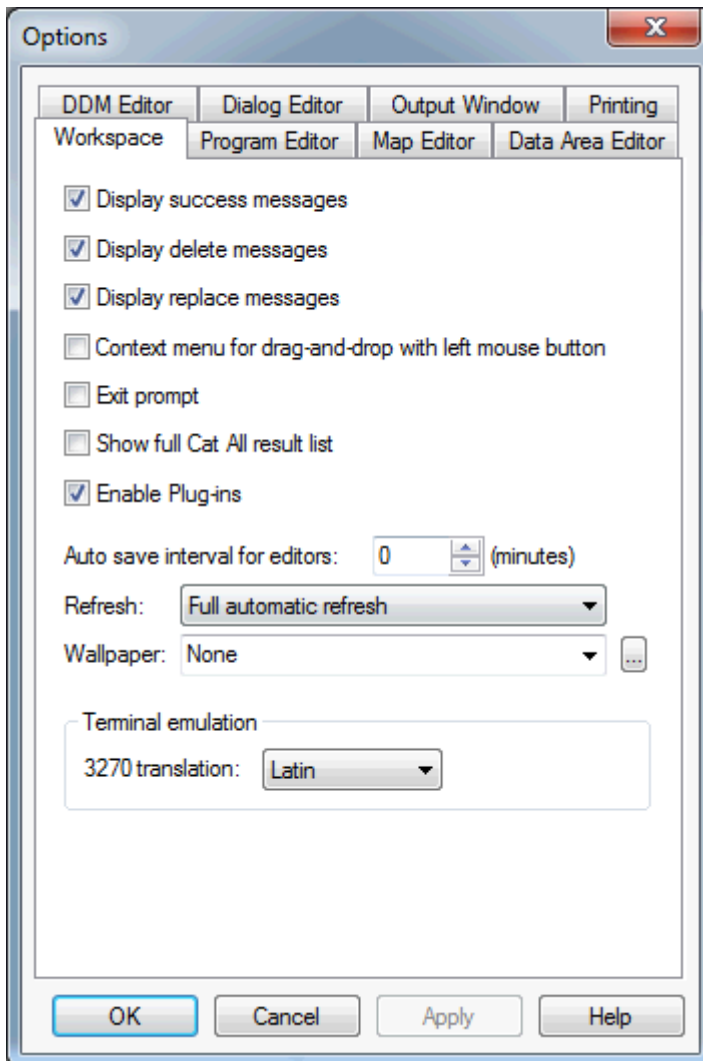 Options
DDM Editor Dialog Editor Output Window Printing
Workspace Program Editor Map Editor Data Area Editor
Display success messages
Display delete messages
Display replace messages
Context menu for drag-and-drop with left mouse button
Exit prompt
Show full Cat All result list
Enable Plug-ins
Auto save interval for editors: 0 (minutes)
Refresh: Full automatic refresh
Wallpaper: None ...
Terminal emulation
3270 translation: Latin
OK Cancel Apply Help